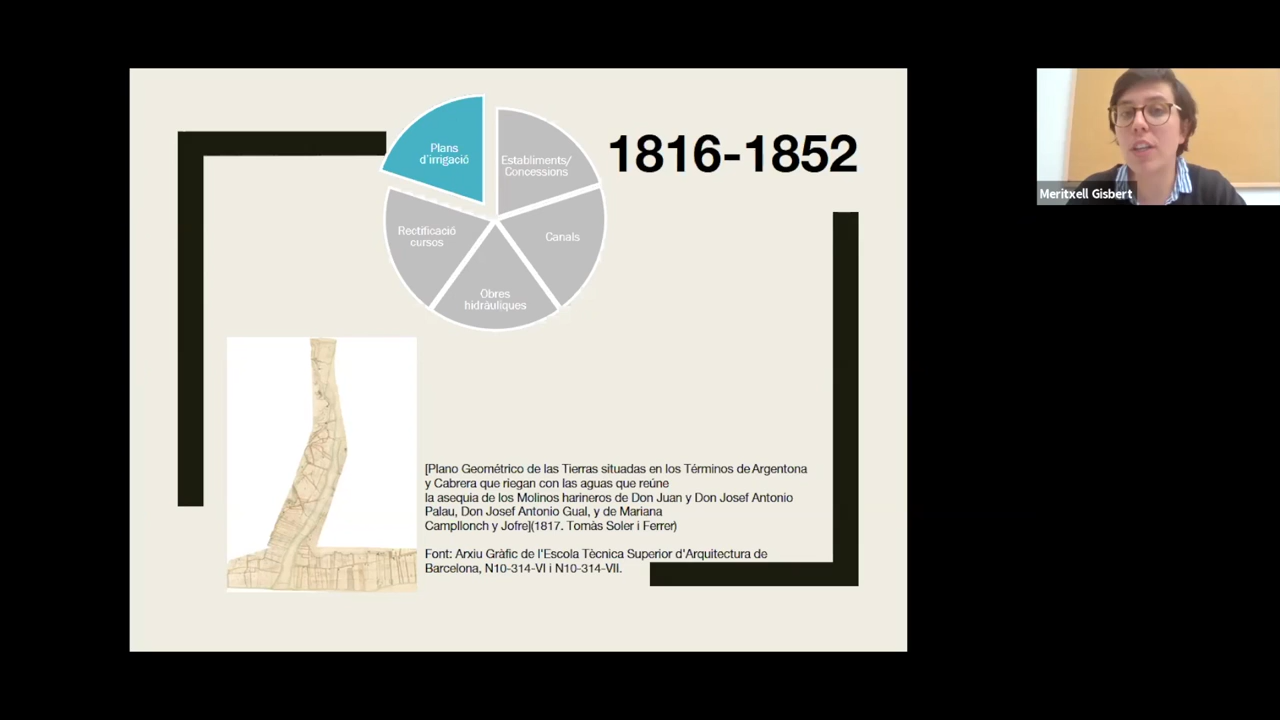 Plans
d'irrigació
Establiments/
Concessions
1816-1852
Rectificació
cursos
Canals
Obres
hidràuliques
[Plano Geométrico de las Tierras situadas en los Términos de Argentona
y Cabrera que riegan con las aguas que reúne
la asequia de los Molinos harineros de Don Juan y Don Josef Antonio
Palau, Don Josef Antonio Gual, y de Mariana
Campllonch y Jofre](1817. Tomàs Soler i Ferrer)
Font: Arxiu Gràfic de l'Escola Tècnica Superior d'Arquitectura de
Barcelona, N10-314-VI i N10-314-VII.
Meritxell Gisbert